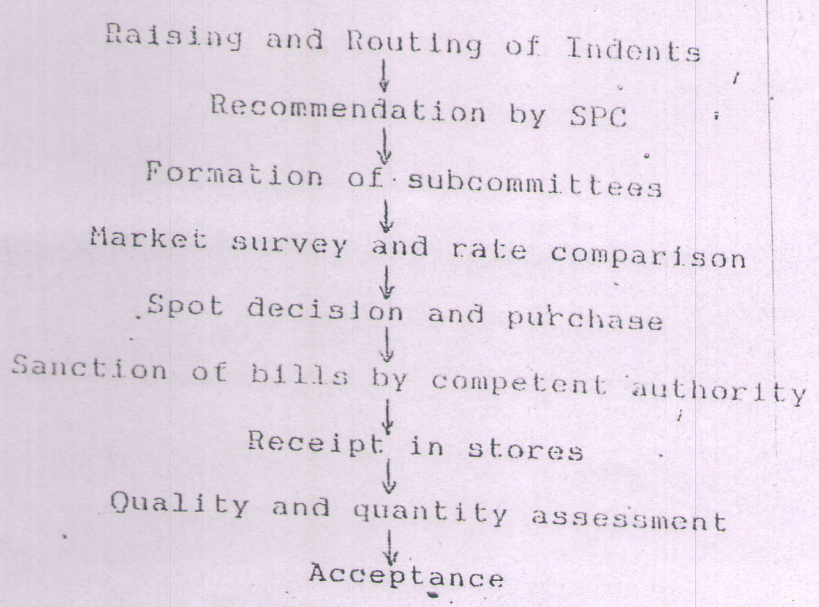 Raising and Routing of Indents
Recommendation by SPC
Formation of subcommittees
Market survey and rate comparison
Spot decision and purchase
Sanction of bills by competent authority
Receipt in stores
Quality and quantity assessment
Acceptance